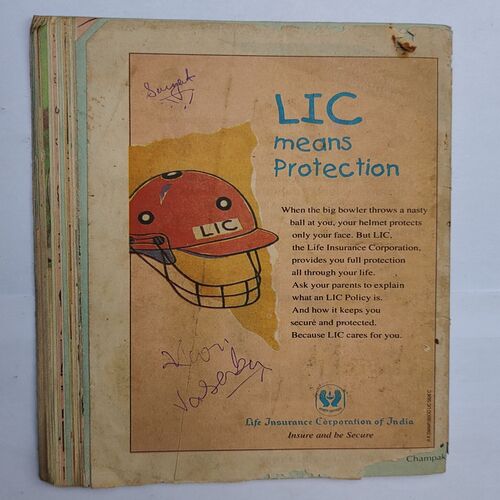 LIC
means
Protection
When the big bowler throws a nasty
ball at you, your helmet protects
only your face. But LIC,
the Life Insurance Corporation,
provides you full protection
all through your life.
Ask your parents to explain
what an LIC Policy is.
And how it keeps you
secure and protected.
Because LIC cares for you.
LIC
Life Insurance Corporation of India
Insure and be Secure
Champak